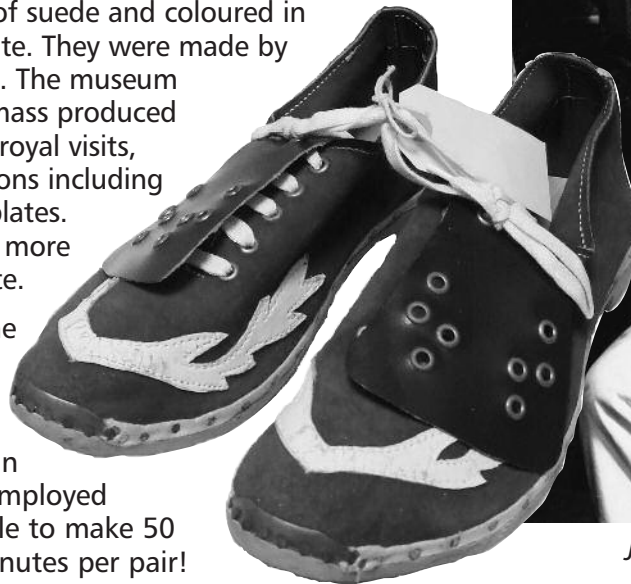 of suede and coloured in
te. They were made by
. The museum
mass produced
royal visits,
ons including
plates.
more
te.
ne
n
mployed
le to make 50
nutes per pair!
J